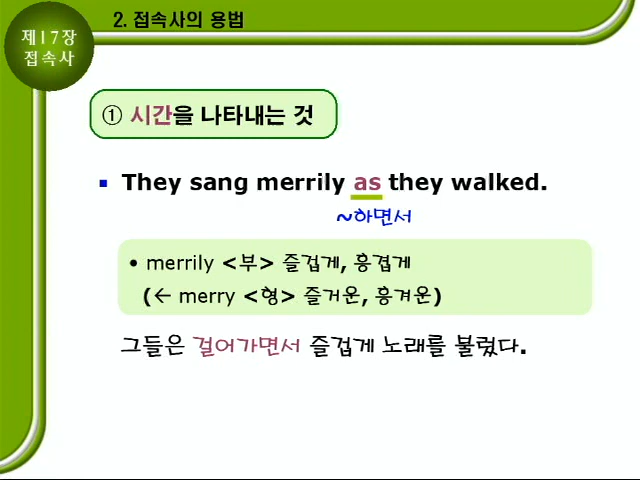 2. 접속사의 용법
제17장
접속사
① 시간을 나타내는 것
▪ They sang merrily as they walked.
~하면서
• merrily <부> 즐겁게, 흥겹게
(← merry <형> 즐거운, 흥겨운)
그들은 걸어가면서 즐겁게 노래를 불렀다.